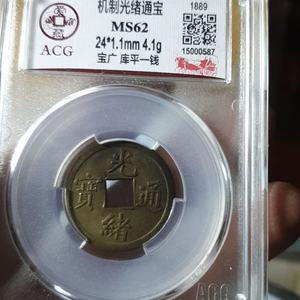 机制光绪通宝
1889
MS62
ACG
24*1.1mm 4.1g
15000587
宝广 库平一钱
光
寶 通
緒
ACG